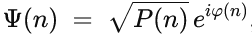 Ψ(n) = √P(n) e^{iφ(n)}.